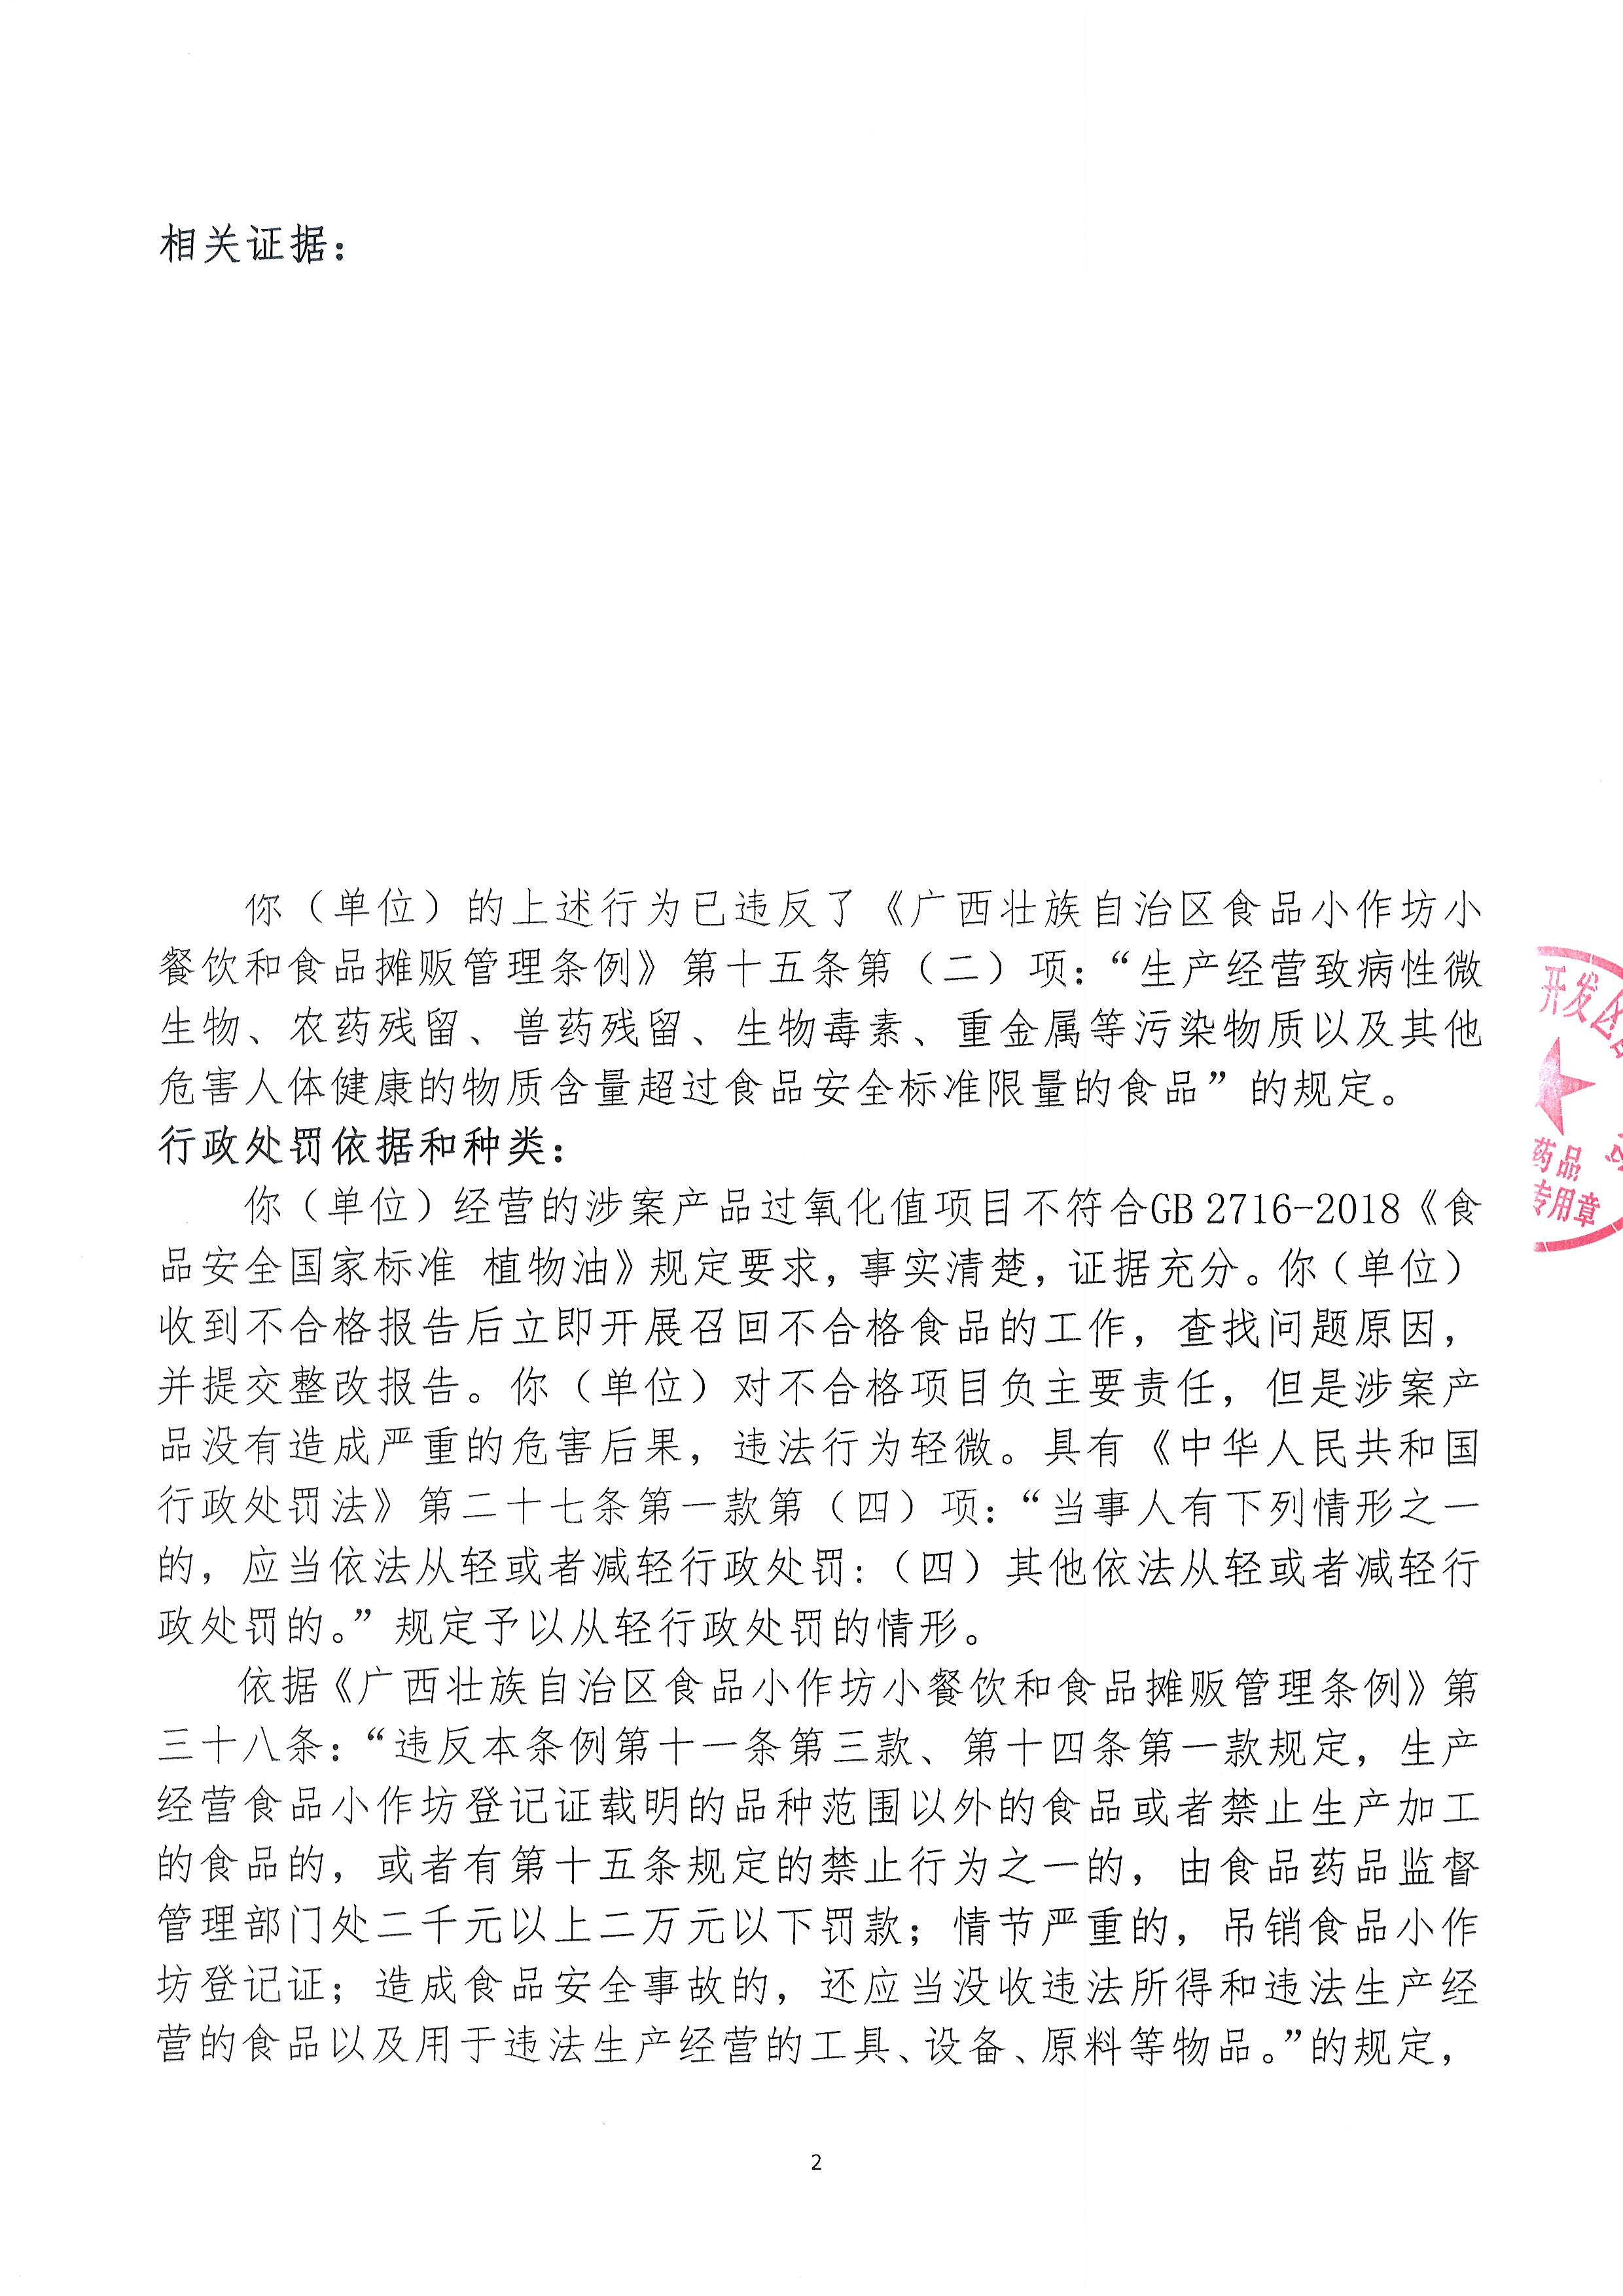 相关证据：
你（单位）的上述行为已违反了《广西壮族自治区食品小作坊小
餐饮和食品摊贩管理条例》第十五条第（二）项：“生产经营致病性微
生物、农药残留、兽药残留、生物毒素、重金属等污染物质以及其他
危害人体健康的物质含量超过食品安全标准限量的食品”的规定。
行政处罚依据和种类：
你（单位）经营的涉案产品过氧化值项目不符合GB 2716-2018《食
品安全国家标准 植物油》规定要求，事实清楚，证据充分。你（单位）
收到不合格报告后立即开展召回不合格食品的工作，查找问题原因，
并提交整改报告。你（单位）对不合格项目负主要责任，但是涉案产
品没有造成严重的危害后果，违法行为轻微。具有《中华人民共和国
行政处罚法》第二十七条第一款第（四）项：“当事人有下列情形之一
的，应当依法从轻或者减轻行政处罚：（四）其他依法从轻或者减轻行
政处罚的。”规定予以从轻行政处罚的情形。
依据《广西壮族自治区食品小作坊小餐饮和食品摊贩管理条例》第
三十八条：“违反本条例第十一条第三款、第十四条第一款规定，生产
经营食品小作坊登记证载明的品种范围以外的食品或者禁止生产加工
的食品的，或者有第十五条规定的禁止行为之一的，由食品药品监督
管理部门处二千元以上二万元以下罚款；情节严重的，吊销食品小作
坊登记证；造成食品安全事故的，还应当没收违法所得和违法生产经
营的食品以及用于违法生产经营的工具、设备、原料等物品。”的规定，
开发区
药品
专用章
2